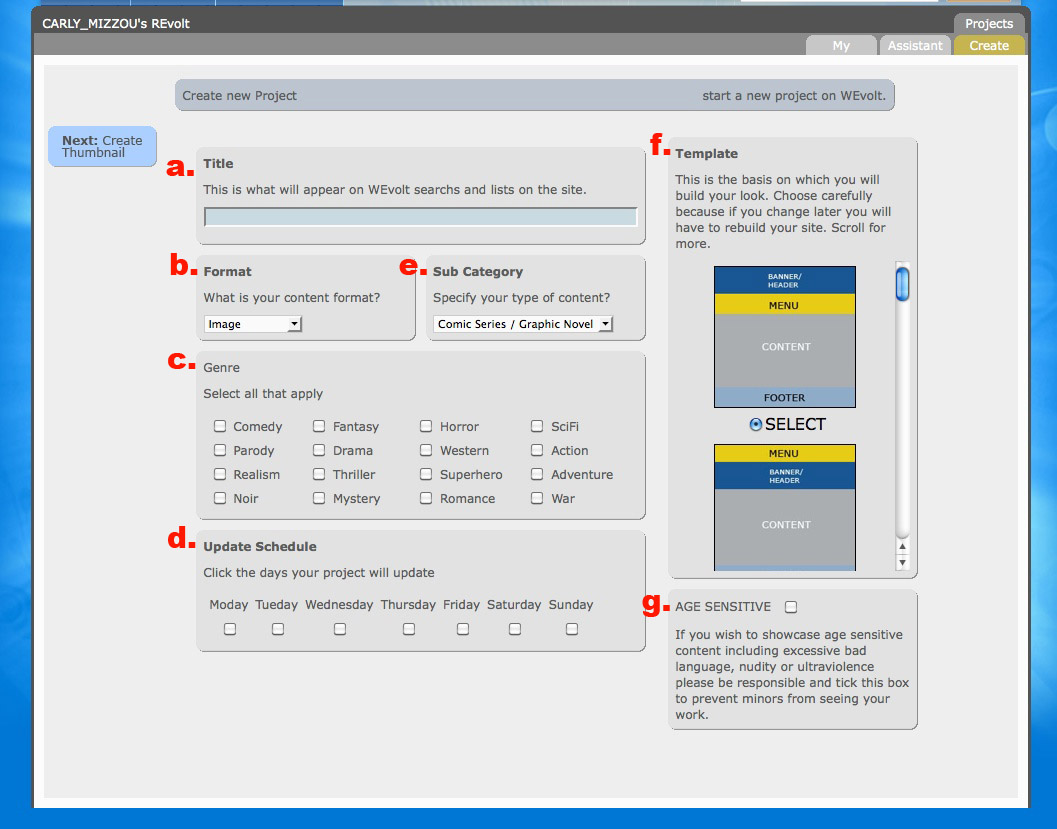 CARLY_MIZZOU's REvolt
Projects
My
Assistant
Create
Create new Project
start a new project on WEvolt.
Next: Create
Thumbnail
a.
Title
This is what will appear on WEvolt searchs and lists on the site.
b.
Format
What is your content format?
Image
e.
Sub Category
Specify your type of content?
Comic Series / Graphic Novel
c.
Genre
Select all that apply
Comedy Fantasy Horror SciFi
Parody Drama Western Action
Realism Thriller Superhero Adventure
Noir Mystery Romance War
d.
Update Schedule
Click the days your project will update
Moday Tueday Wednesday Thursday Friday Saturday Sunday
f.
Template
This is the basis on which you will
build your look. Choose carefully
because if you change later you will
have to rebuild your site. Scroll for
more.
BANNER/
HEADER
MENU
CONTENT
FOOTER
SELECT
MENU
BANNER/
HEADER
CONTENT
g.
AGE SENSITIVE
If you wish to showcase age sensitive
content including excessive bad
language, nudity or ultraviolence
please be responsible and tick this box
to prevent minors from seeing your
work.